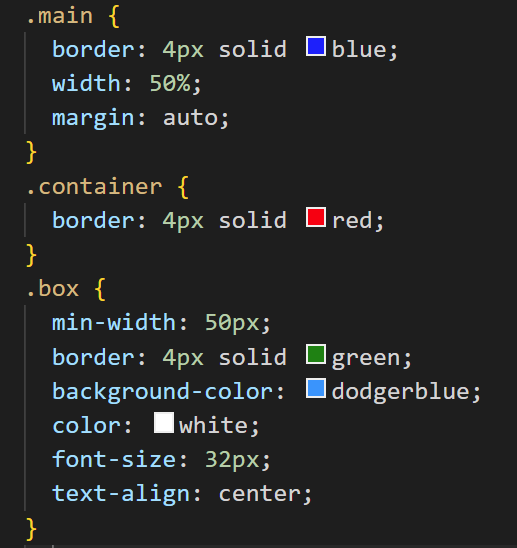 .main {
  border: 4px solid blue;
  width: 50%;
  margin: auto;
}
.container {
  border: 4px solid red;
}
.box {
  min-width: 50px;
  border: 4px solid green;
  background-color: dodgerblue;
  color: white;
  font-size: 32px;
  text-align: center;
}